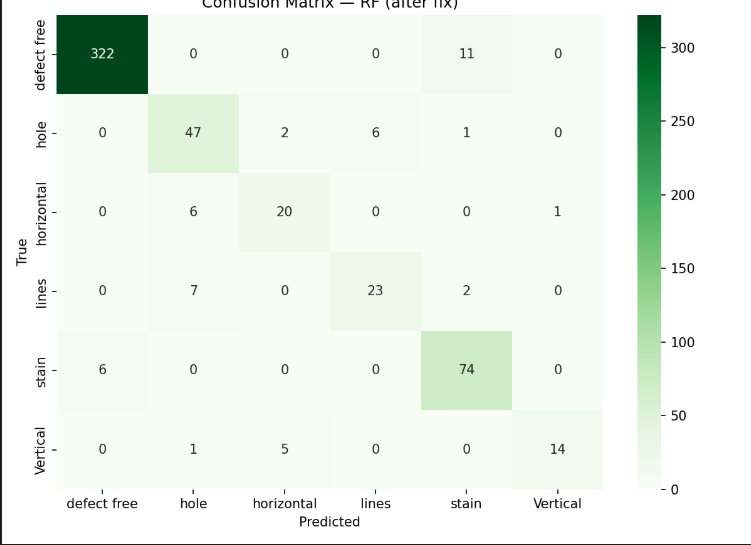 Confusion Matrix — RF (after fix)
defect free 322 0 0 0 11 0
hole 0 47 2 6 1 0
horizontal 0 6 20 0 0 1
lines 0 7 0 23 2 0
stain 6 0 0 0 74 0
Vertical 0 1 5 0 0 14
defect free hole horizontal lines stain Vertical
Predicted
True
300
250
200
150
100
50
0